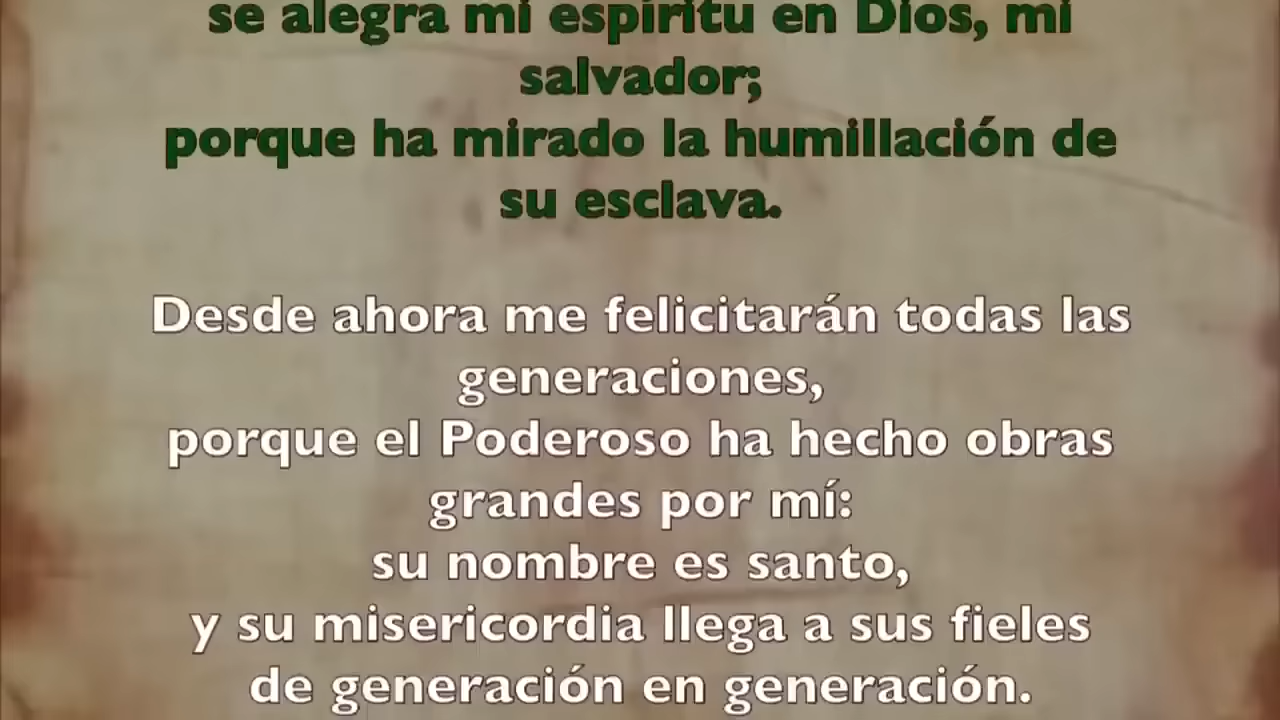 se alegra mi espíritu en Dios, mi
salvador;
porque ha mirado la humillación de
su esclava.
Desde ahora me felicitarán todas las
generaciones,
porque el Poderoso ha hecho obras
grandes por mí:
su nombre es santo,
y su misericordia llega a sus fieles
de generación en generación.